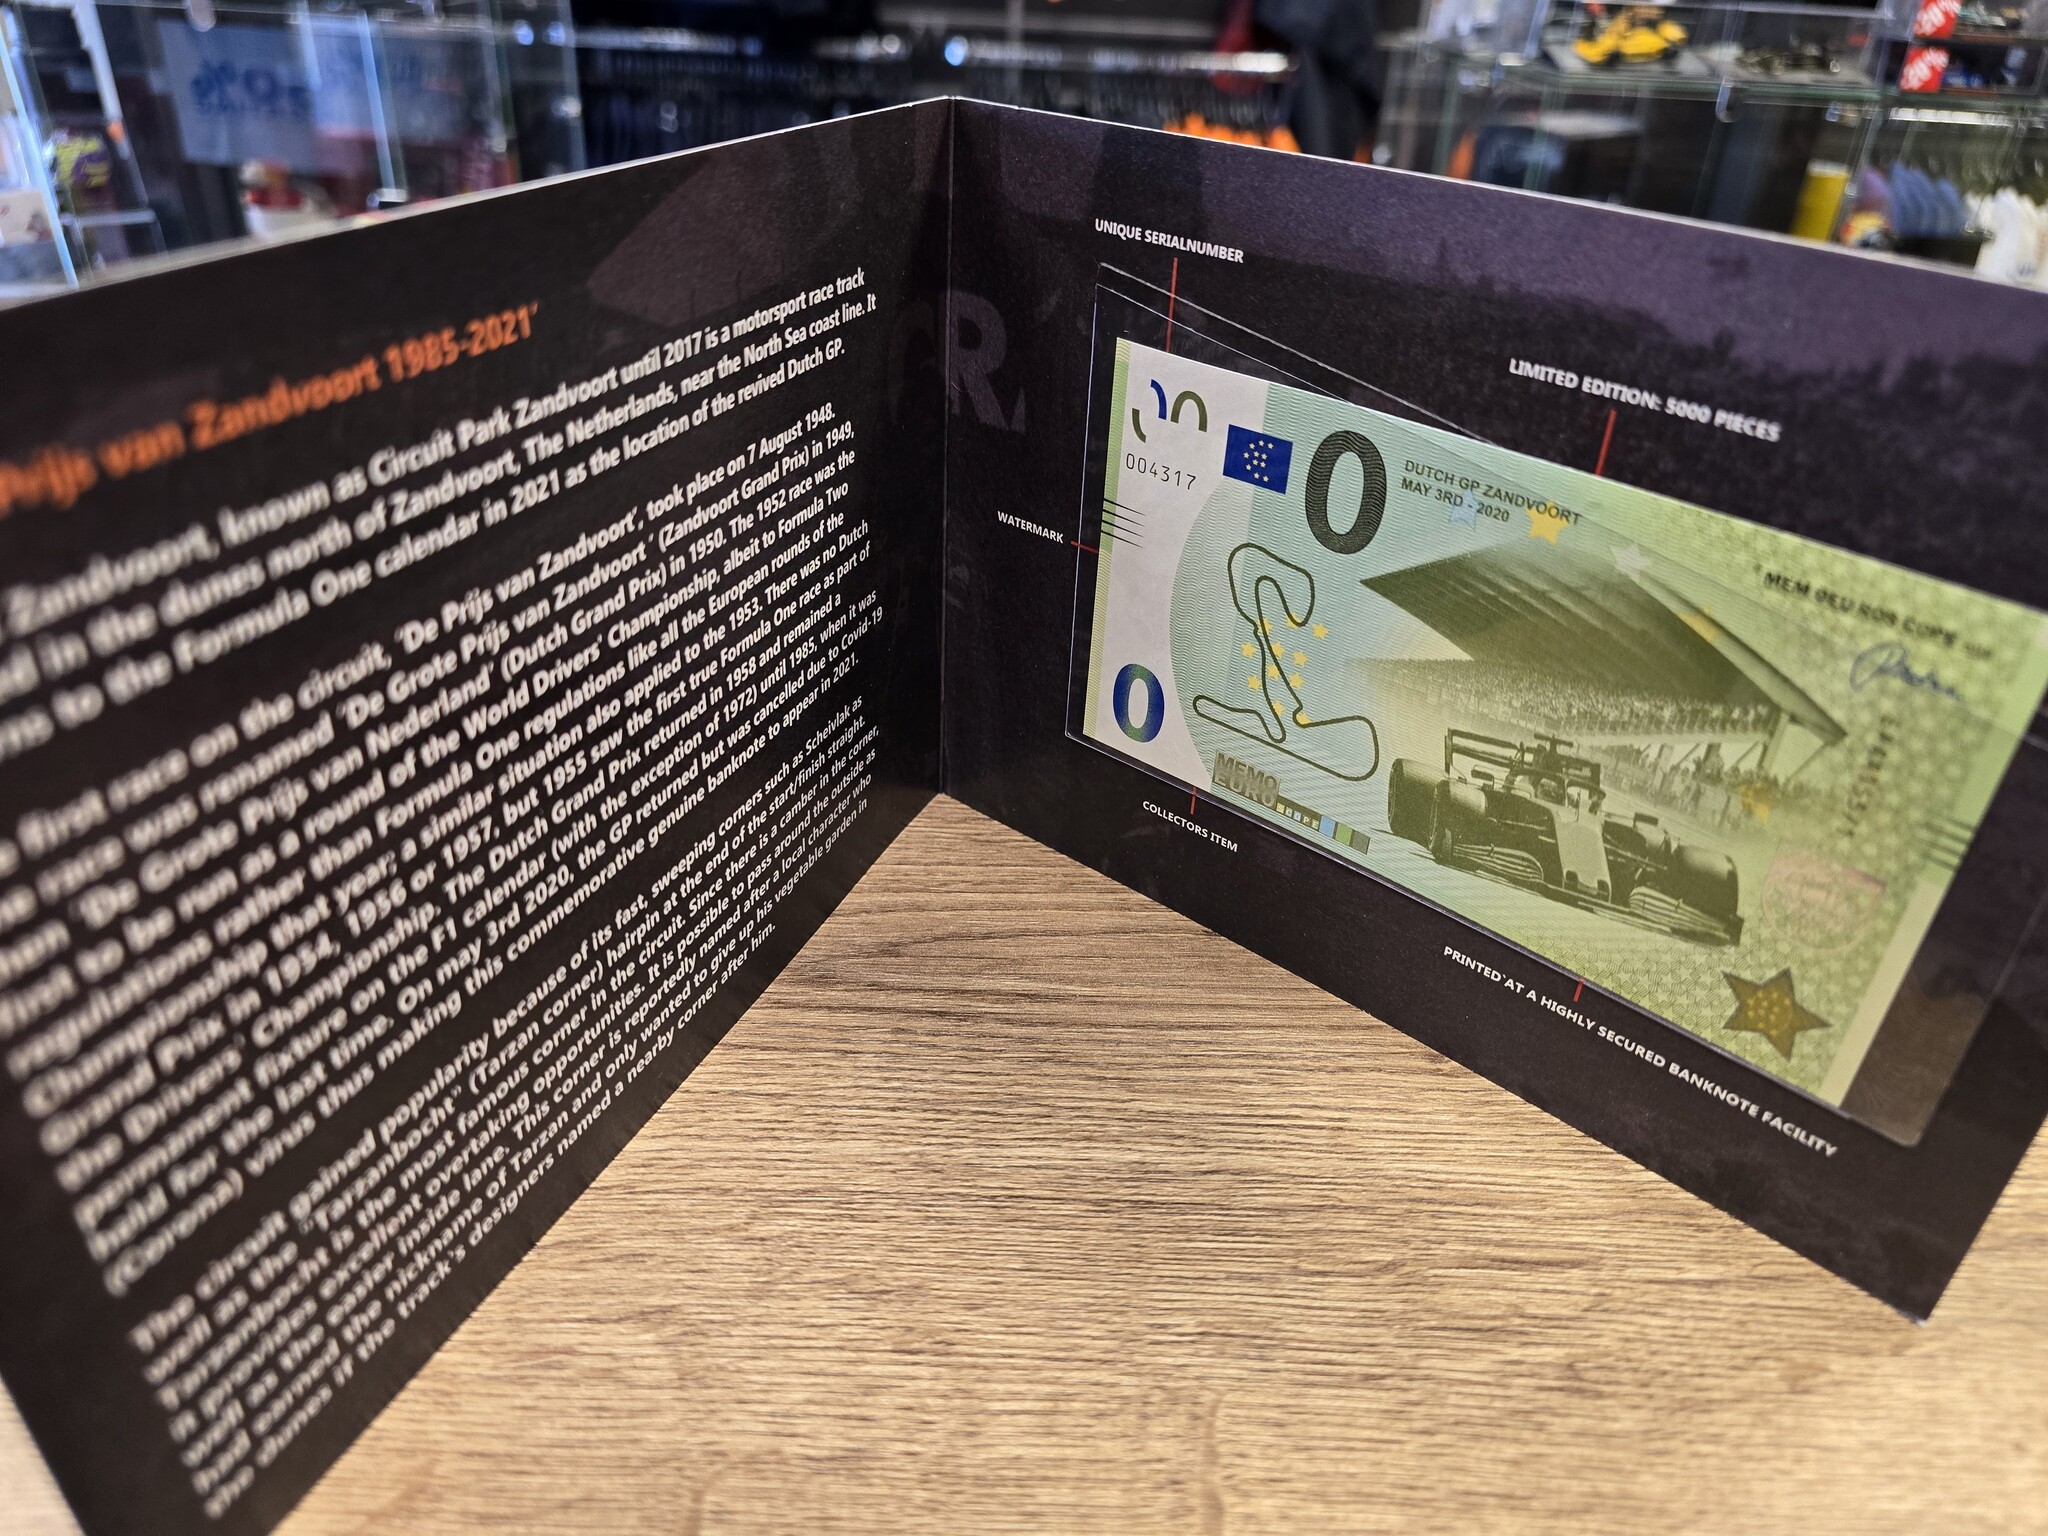 Prijs van Zandvoort 1985-2021'
Zandvoort, known as Circuit Park Zandvoort until 2017 is a motorsport race track
in the dunes north of Zandvoort, The Netherlands, near the North Sea coast line. It
to the Formula One calendar in 2021 as the location of the revived Dutch GP.
first race on the circuit, 'De Prijs van Zandvoort', took place on 7 August 1948.
race was renamed 'De Grote Prijs van Zandvoort' (Zandvoort Grand Prix) in 1949,
'De Grote Prijs van Nederland' (Dutch Grand Prix) in 1950. The 1952 race was the
first to be run as a round of the World Drivers' Championship, albeit to Formula Two
regulations rather than Formula One regulations like all the European rounds of the
Championship that year; a similar situation also applied to the 1953. There was no Dutch
Grand Prix in 1954, 1956 or 1957, but 1955 saw the first true Formula One race as part of
the Drivers' Championship. The Dutch Grand Prix returned in 1958 and remained a
permanent fixture on the F1 calendar (with the exception of 1972) until 1985, when it was
held for the last time. On may 3rd 2020, the GP returned but was cancelled due to Covid-19
(Corona) virus thus making this commemorative genuine banknote to appear in 2021.
The circuit gained popularity because of its fast, sweeping corners such as Scheivlak as
well as the "Tarzanbocht" (Tarzan corner) hairpin at the end of the start/finish straight.
Tarzanbocht is the most famous corner in the circuit. Since there is a camber in the corner,
it provides excellent overtaking opportunities. It is possible to pass around the outside as
well as the easier inside lane. This corner is reportedly named after a local character who
had earned the nickname of Tarzan and only wanted to give up his vegetable garden in
the dunes if the track's designers named a nearby corner after him.
UNIQUE SERIALNUMBER
LIMITED EDITION: 5000 PIECES
WATERMARK
004317
0
DUTCH GP ZANDVOORT
MAY 3RD - 2020
0
MEMO
EURO
SCOPE
COLLECTORS ITEM
PRINTED AT A HIGHLY SECURED BANKNOTE FACILITY